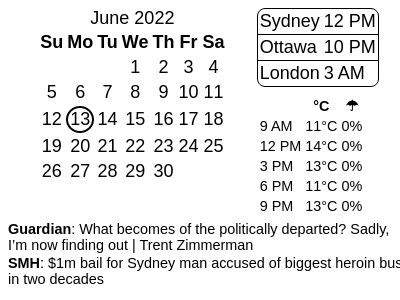 June 2022
Su Mo Tu We Th Fr Sa
1 2 3 4
5 6 7 8 9 10 11
12 13 14 15 16 17 18
19 20 21 22 23 24 25
26 27 28 29 30
Sydney 12 PM
Ottawa 10 PM
London 3 AM
°C ☂
9 AM 11°C 0%
12 PM 14°C 0%
3 PM 13°C 0%
6 PM 11°C 0%
9 PM 13°C 0%
Guardian: What becomes of the politically departed? Sadly,
I'm now finding out | Trent Zimmerman
SMH: $1m bail for Sydney man accused of biggest heroin bus
in two decades